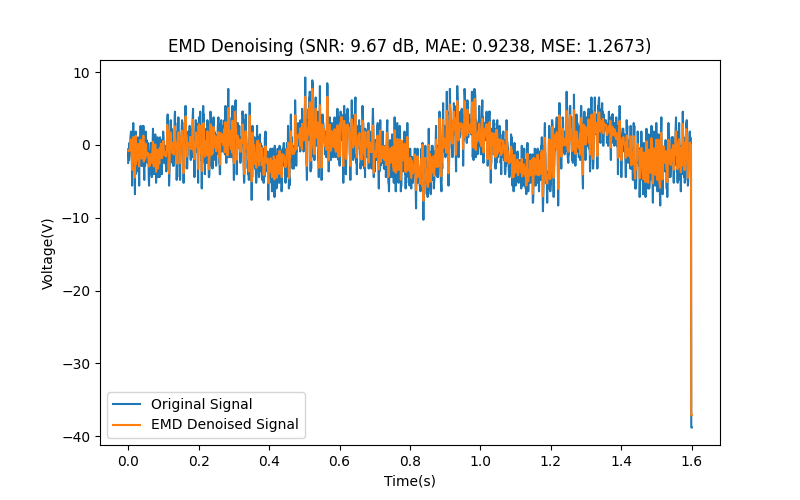 EMD Denoising (SNR: 9.67 dB, MAE: 0.9238, MSE: 1.2673)
10
0
−10
−20
−30
−40
Voltage(V)
Original Signal
EMD Denoised Signal
0.0 0.2 0.4 0.6 0.8 1.0 1.2 1.4 1.6
Time(s)